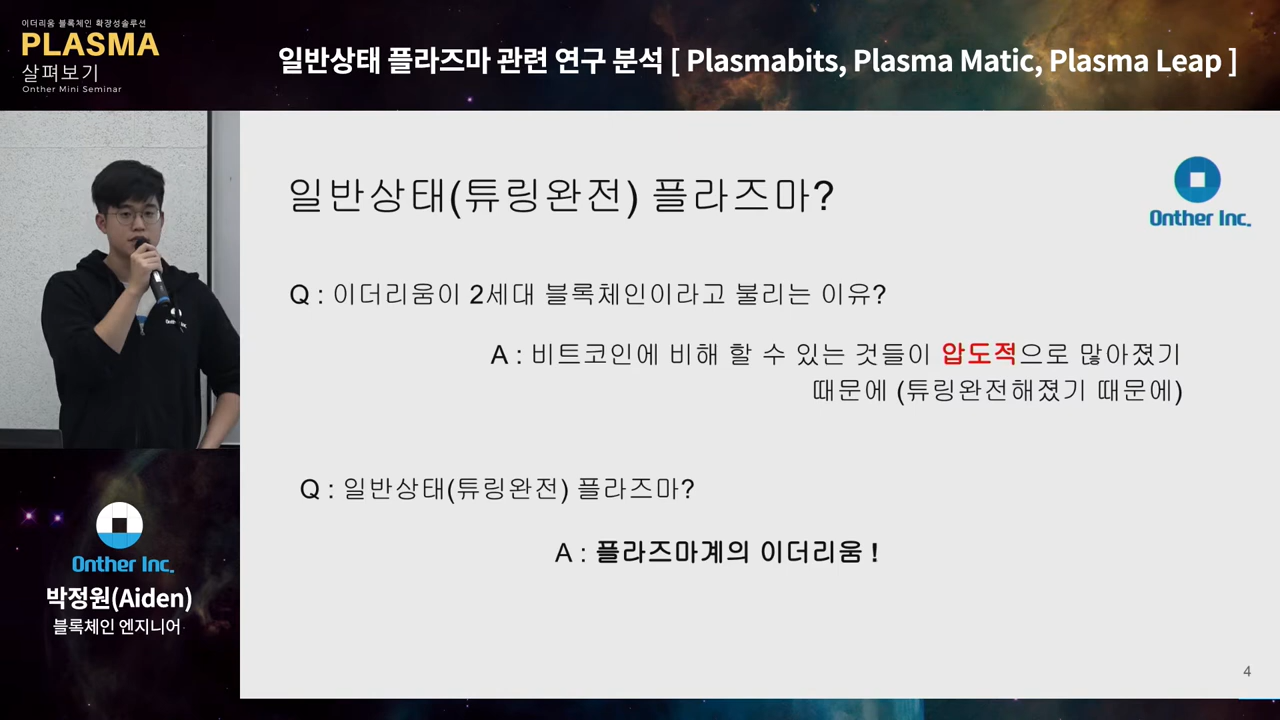 이더리움 블록체인 확장성솔루션
PLASMA
살펴보기
Onther Mini Seminar
일반상태 플라즈마 관련 연구 분석 [ Plasmabits, Plasma Matic, Plasma Leap ]
일반상태(튜링완전) 플라즈마?
Onther Inc.
Q : 이더리움이 2세대 블록체인이라고 불리는 이유?
A : 비트코인에 비해 할 수 있는 것들이 압도적으로 많아졌기
때문에 (튜링완전해졌기 때문에)
Q : 일반상태(튜링완전) 플라즈마?
A : 플라즈마계의 이더리움 !
Onther Inc.
박정원(Aiden)
블록체인 엔지니어
4